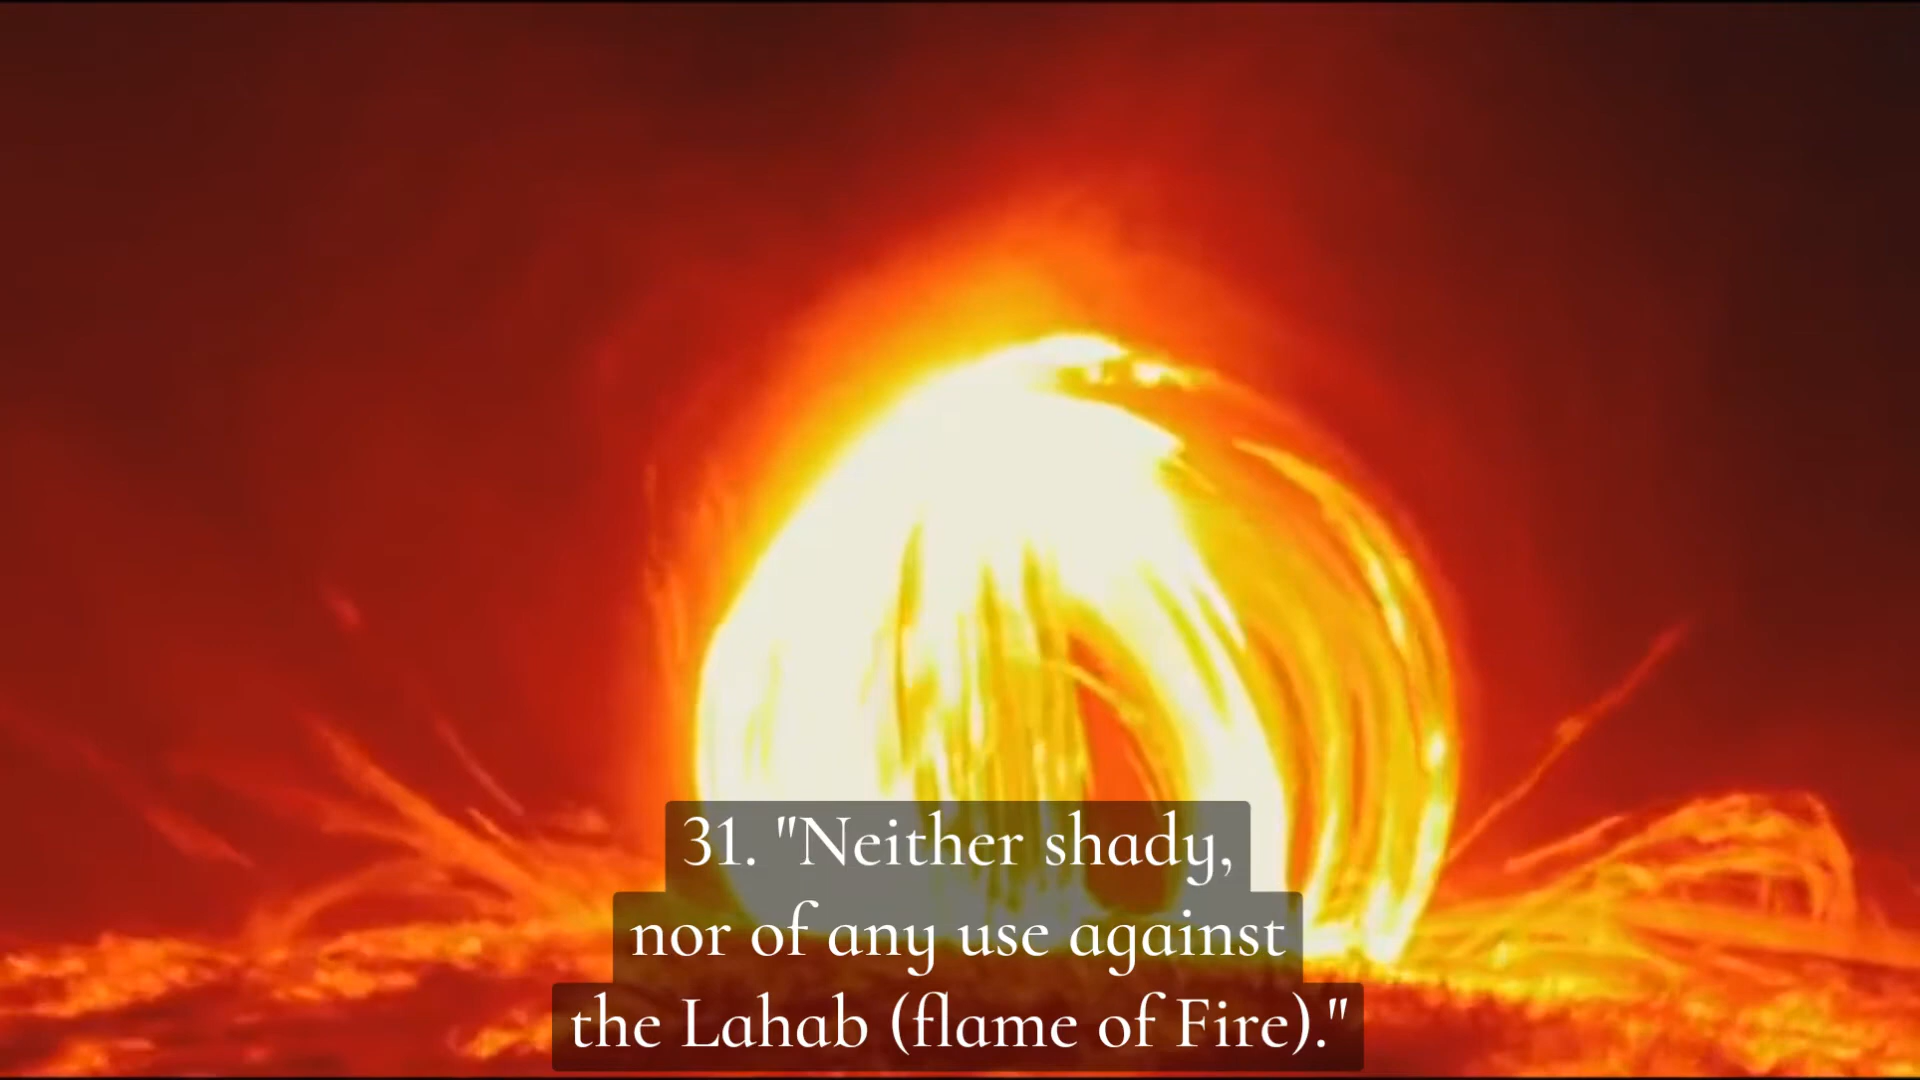 31. "Neither shady,
nor of any use against
the Lahab (flame of Fire)."